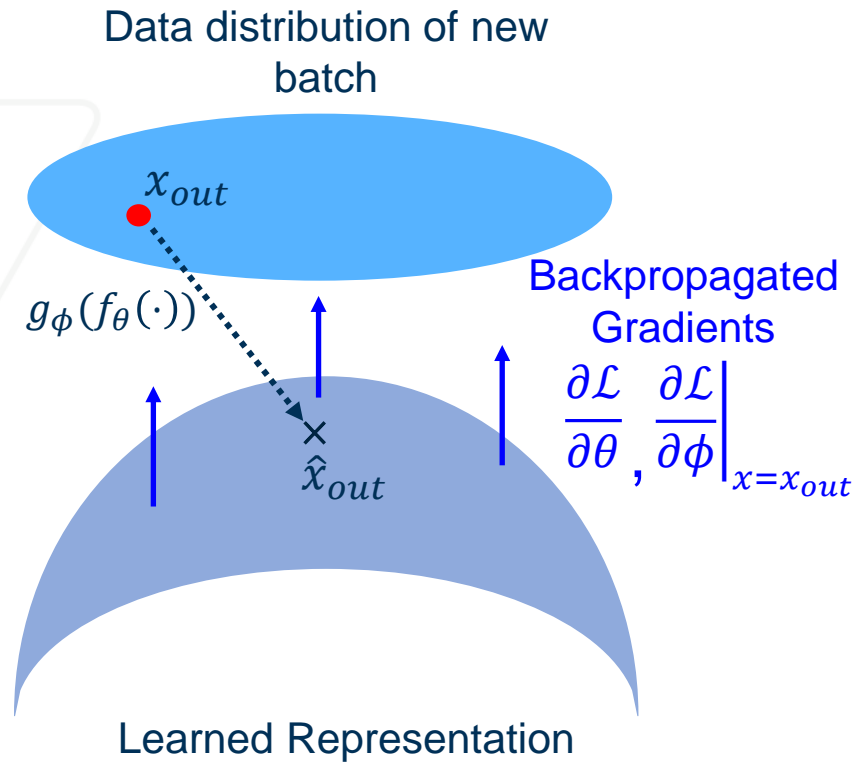 Data distribution of new
batch
x_out
g_ϕ(f_θ(·))
Backpropagated
Gradients
∂ℒ/∂θ , ∂ℒ/∂ϕ|_{x=x_out}
x̂_out
Learned Representation